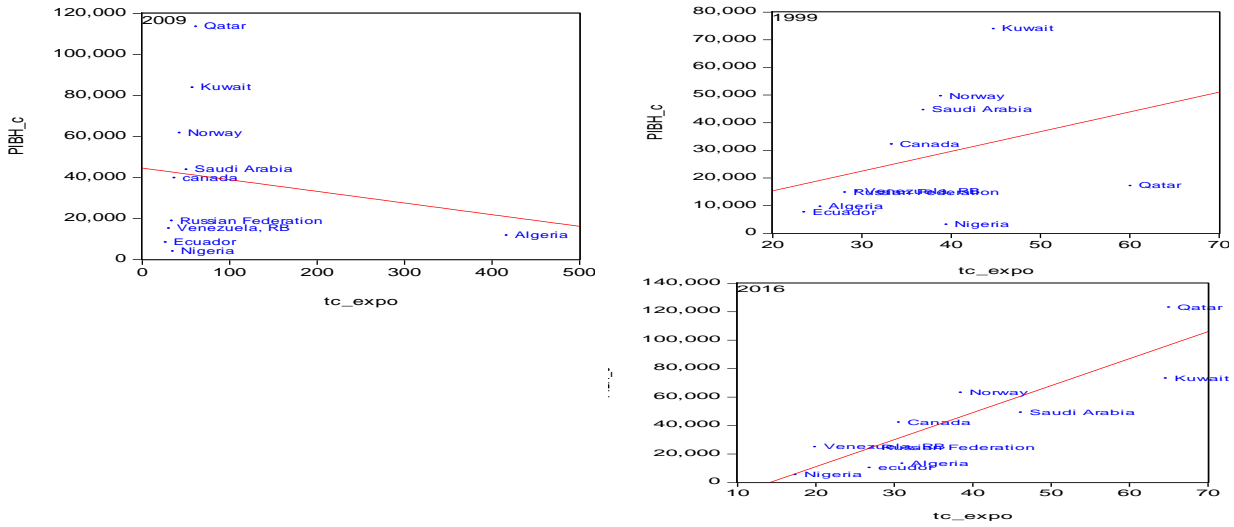 2009
120,000
100,000
80,000
60,000
40,000
20,000
0
0 100 200 300 400 500
PIBH_c
tc_expo
Qatar
Kuwait
Norway
Saudi Arabia
canada
Russian Federation
Venezuela, RB
Ecuador
Nigeria
Algeria
1999
80,000
70,000
60,000
50,000
40,000
30,000
20,000
10,000
0
20 30 40 50 60 70
PIBH_c
tc_expo
Kuwait
Norway
Saudi Arabia
Canada
Venezuela, RB
Russian Federation
Qatar
Algeria
Ecuador
Nigeria
2016
140,000
120,000
100,000
80,000
60,000
40,000
20,000
0
10 20 30 40 50 60 70
tc_expo
Qatar
Kuwait
Norway
Saudi Arabia
Canada
Venezuela, RB
Russian Federation
Algeria
ecudor
Nigeria